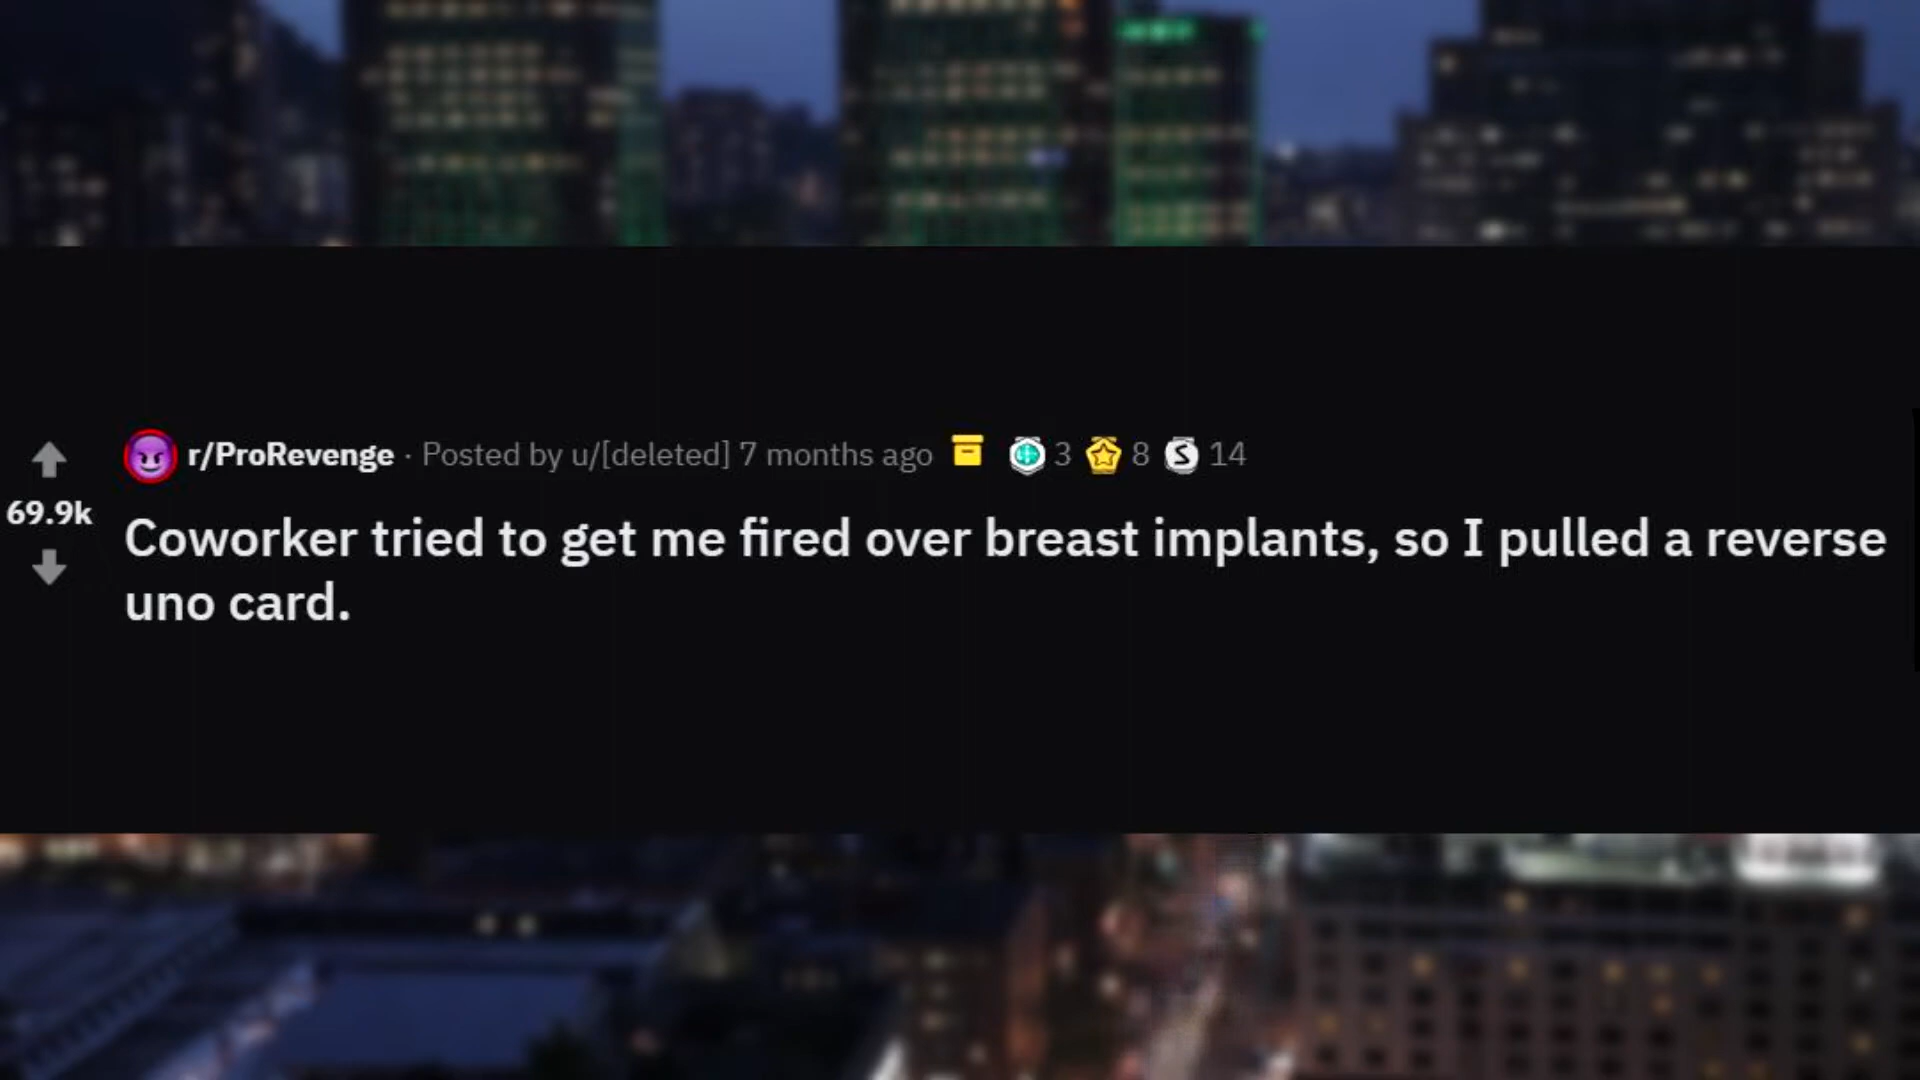 r/ProRevenge · Posted by u/[deleted] 7 months ago 3 8 S 14
69.9k
Coworker tried to get me fired over breast implants, so I pulled a reverse
uno card.